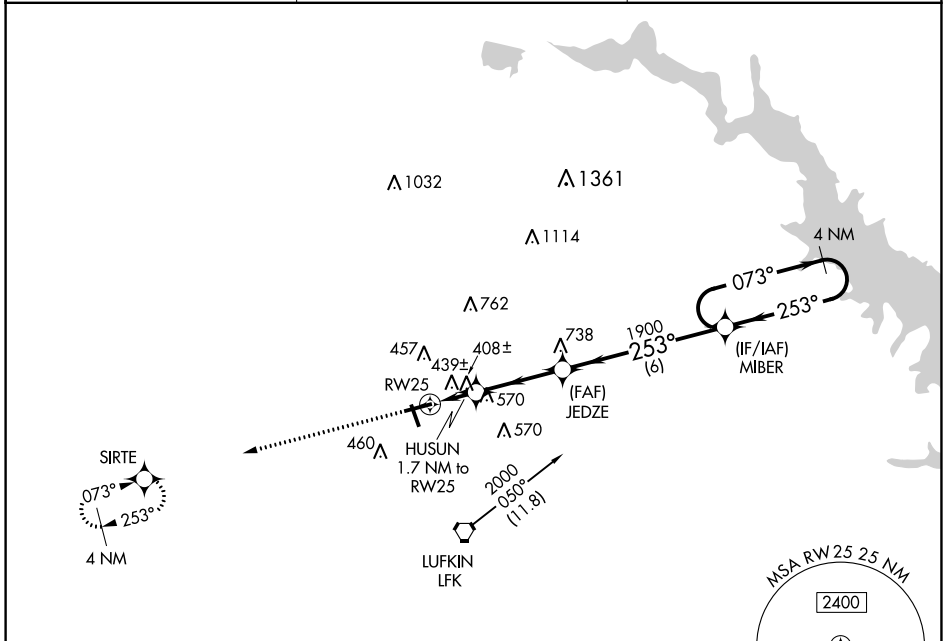 1032
1361
1114
4 NM
073°
253°
762
738
1900
253°
(6)
(IF/IAF)
MIBER
457
408±
439±
RW25
570
(FAF)
JEDZE
570
460
HUSUN
1.7 NM to
RW25
SIRTE
073°
253°
4 NM
2000
050°
(11.8)
LUFKIN
LFK
MSA RW25 25 NM
2400